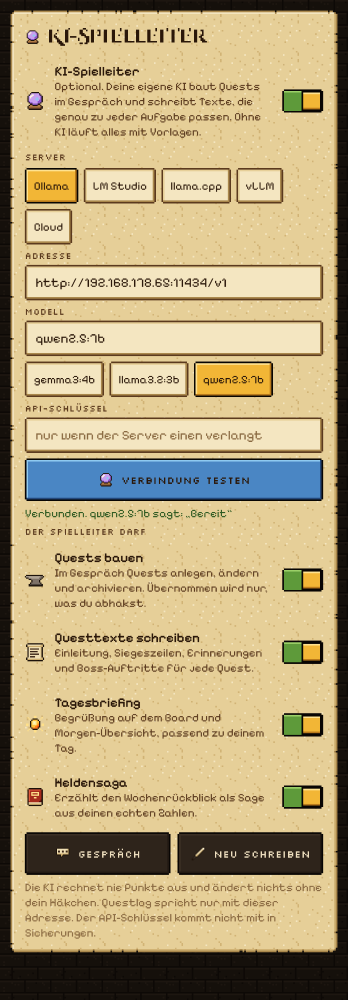 KI-SPIELLEITER
KI-Spielleiter
Optional. Deine eigene KI baut Quests
im Gespräch und schreibt Texte, die
genau zu jeder Aufgabe passen. Ohne
KI läuft alles mit Vorlagen.
SERVER
Ollama
LM Studio
llama.cpp
vLLM
Cloud
ADRESSE
http://192.168.178.65:11434/v1
MODELL
qwen2.5:7b
gemma3:4b
llama3.2:3b
qwen2.5:7b
API-SCHLÜSSEL
nur wenn der Server einen verlangt
VERBINDUNG TESTEN
Verbunden. qwen2.5:7b sagt: „Bereit“
DER SPIELLEITER DARF
Quests bauen
Im Gespräch Quests anlegen, ändern
und archivieren. Übernommen wird nur,
was du abhakst.
Questtexte schreiben
Einleitung, Siegeszeilen, Erinnerungen
und Boss-Auftritte für jede Quest.
Tagesbriefing
Begrüßung auf dem Board und
Morgen-Übersicht, passend zu deinem
Tag.
Heldensaga
Erzählt den Wochenrückblick als Sage
aus deinen echten Zahlen.
GESPRÄCH
NEU SCHREIBEN
Die KI rechnet nie Punkte aus und ändert nichts ohne
dein Häkchen. Questlog spricht nur mit dieser
Adresse. Der API-Schlüssel kommt nicht mit in
Sicherungen.